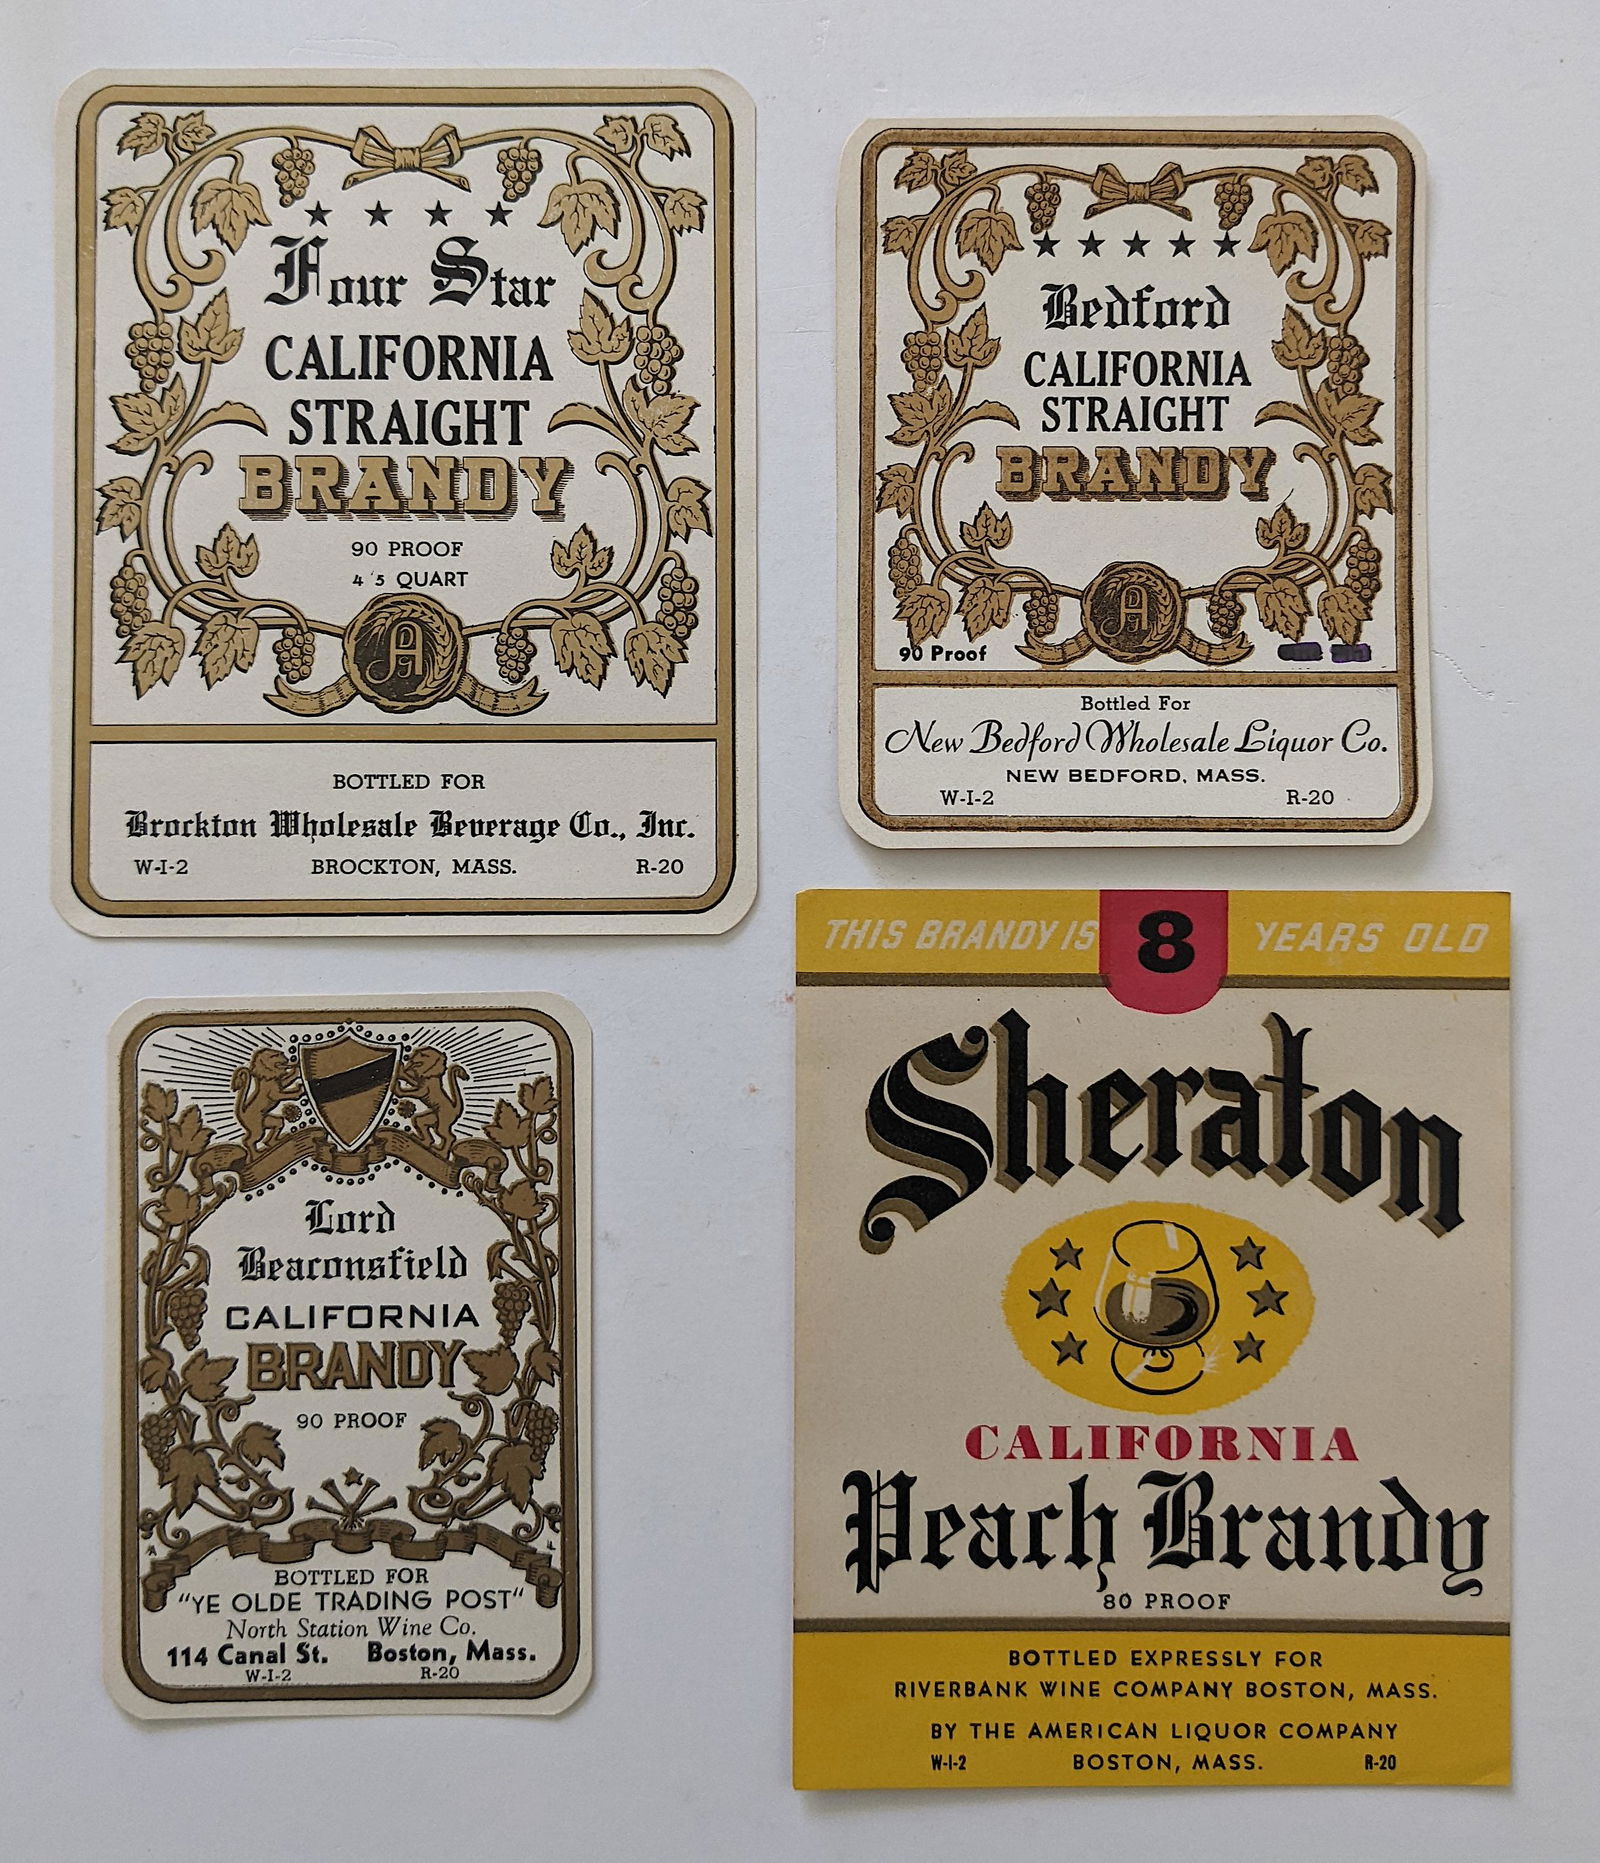 Four Star
CALIFORNIA
STRAIGHT
BRANDY
90 PROOF
4 5 QUART
A
BOTTLED FOR
Brockton Wholesale Beverage Co., Inc.
W-I-2 BROCKTON, MASS. R-20
Bedford
CALIFORNIA
STRAIGHT
BRANDY
A
90 Proof
Bottled For
New Bedford Wholesale Liquor Co.
NEW BEDFORD, MASS.
W-I-2 R-20
Lord
Beaconsfield
CALIFORNIA
BRANDY
90 PROOF
BOTTLED FOR
"YE OLDE TRADING POST"
North Station Wine Co.
114 Canal St. Boston, Mass.
W-I-2 R-20
THIS BRANDY IS 8 YEARS OLD
Sheraton
CALIFORNIA
Peach Brandy
80 PROOF
BOTTLED EXPRESSLY FOR
RIVERBANK WINE COMPANY BOSTON, MASS.
BY THE AMERICAN LIQUOR COMPANY
W-I-2 BOSTON, MASS. R-20